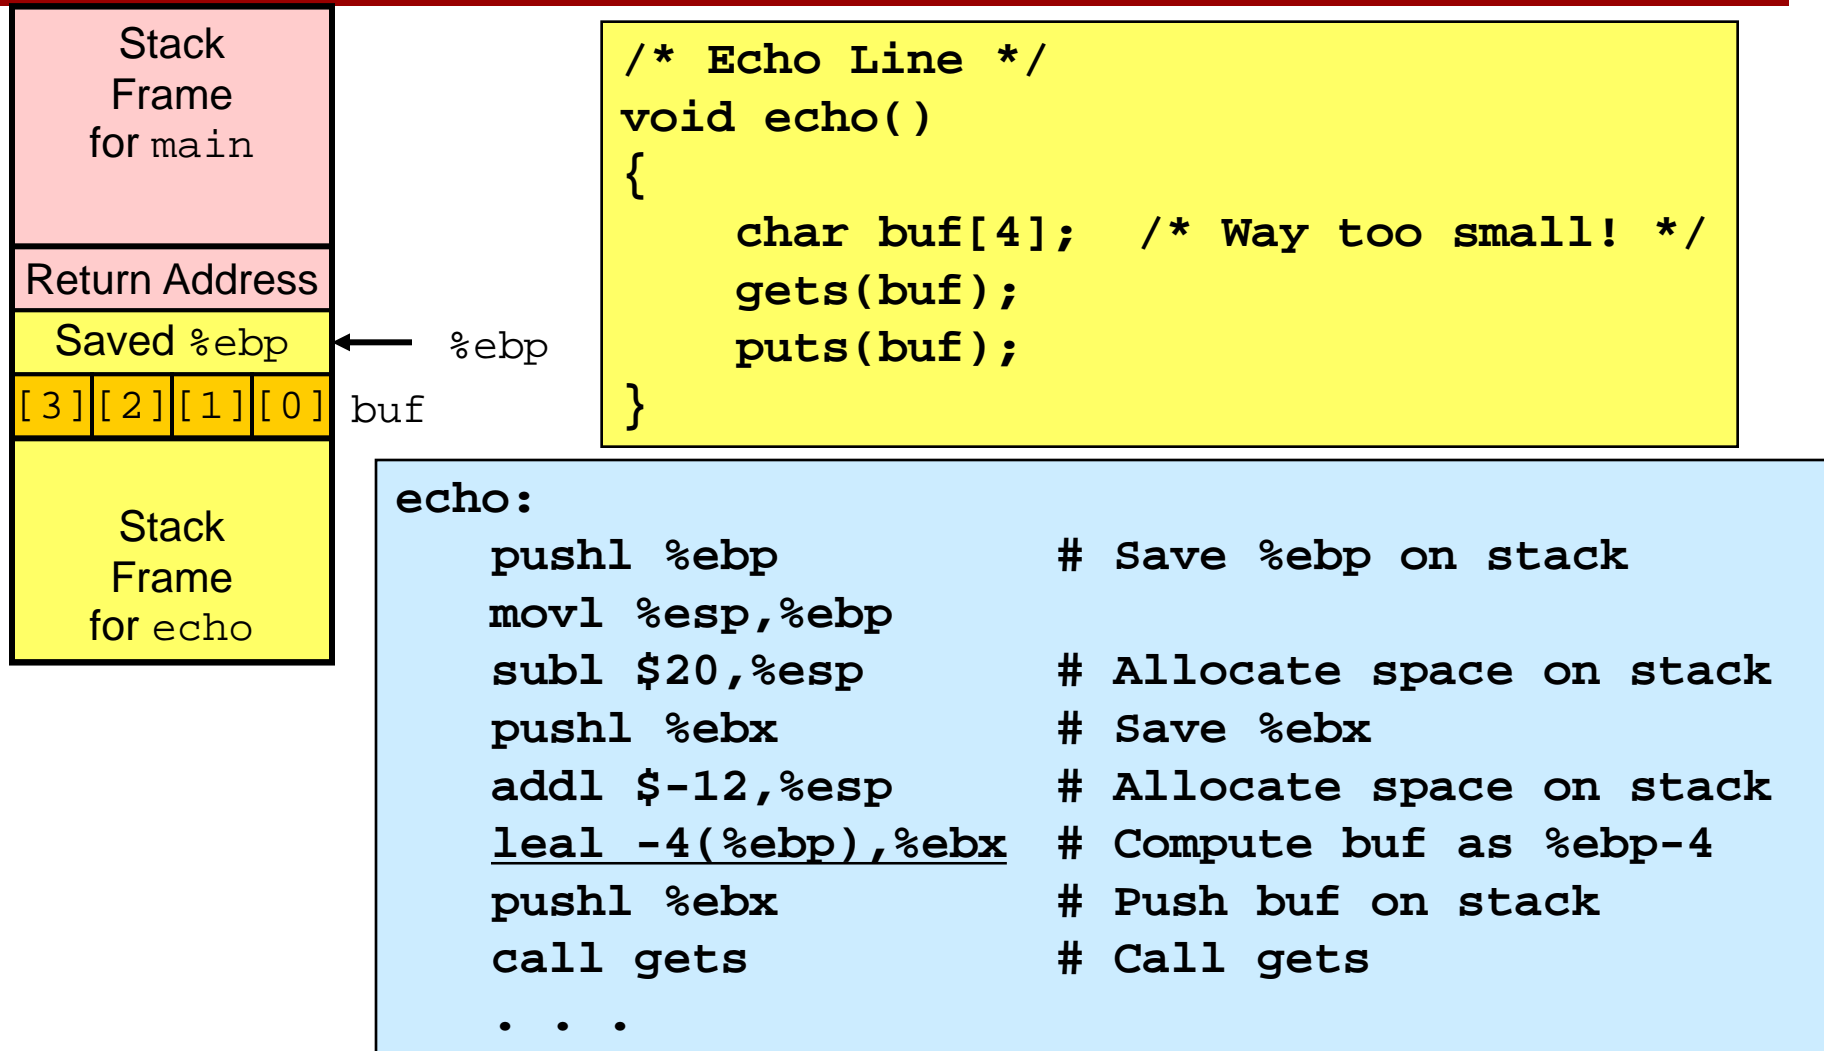 Stack
Frame
for main
Return Address
Saved %ebp
%ebp
[3][2][1][0]
buf
Stack
Frame
for echo
/* Echo Line */
void echo()
{
    char buf[4];  /* Way too small! */
    gets(buf);
    puts(buf);
}
echo:
    pushl %ebp          # Save %ebp on stack
    movl %esp,%ebp
    subl $20,%esp       # Allocate space on stack
    pushl %ebx          # Save %ebx
    addl $-12,%esp      # Allocate space on stack
    leal -4(%ebp),%ebx  # Compute buf as %ebp-4
    pushl %ebx          # Push buf on stack
    call gets           # Call gets
    . . .